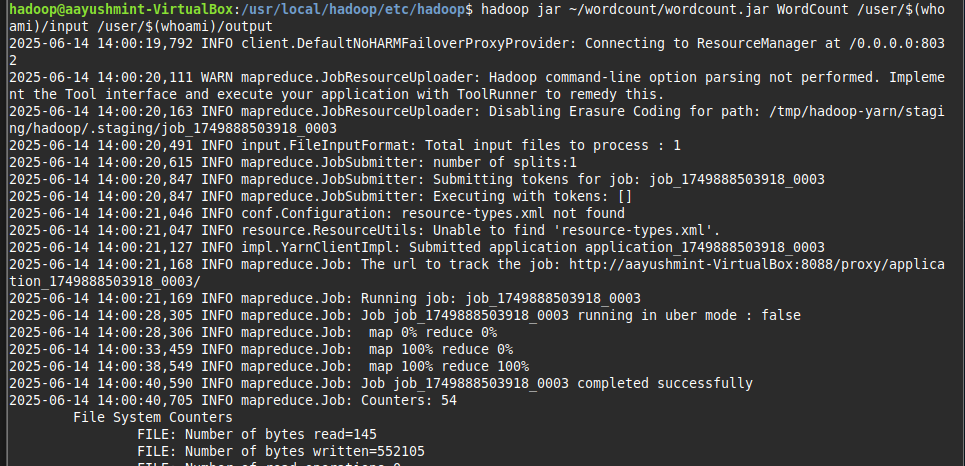 hadoop@aayushmint-VirtualBox:/usr/local/hadoop/etc/hadoop$ hadoop jar ~/wordcount/wordcount.jar WordCount /user/$(who
ami)/input /user/$(whoami)/output
2025-06-14 14:00:19,792 INFO client.DefaultNoHARMFailoverProxyProvider: Connecting to ResourceManager at /0.0.0.0:803
2
2025-06-14 14:00:20,111 WARN mapreduce.JobResourceUploader: Hadoop command-line option parsing not performed. Impleme
nt the Tool interface and execute your application with ToolRunner to remedy this.
2025-06-14 14:00:20,163 INFO mapreduce.JobResourceUploader: Disabling Erasure Coding for path: /tmp/hadoop-yarn/stagi
ng/hadoop/.staging/job_1749888503918_0003
2025-06-14 14:00:20,491 INFO input.FileInputFormat: Total input files to process : 1
2025-06-14 14:00:20,615 INFO mapreduce.JobSubmitter: number of splits:1
2025-06-14 14:00:20,847 INFO mapreduce.JobSubmitter: Submitting tokens for job: job_1749888503918_0003
2025-06-14 14:00:20,847 INFO mapreduce.JobSubmitter: Executing with tokens: []
2025-06-14 14:00:21,046 INFO conf.Configuration: resource-types.xml not found
2025-06-14 14:00:21,047 INFO resource.ResourceUtils: Unable to find 'resource-types.xml'.
2025-06-14 14:00:21,127 INFO impl.YarnClientImpl: Submitted application application_1749888503918_0003
2025-06-14 14:00:21,168 INFO mapreduce.Job: The url to track the job: http://aayushmint-VirtualBox:8088/proxy/applica
tion_1749888503918_0003/
2025-06-14 14:00:21,169 INFO mapreduce.Job: Running job: job_1749888503918_0003
2025-06-14 14:00:28,305 INFO mapreduce.Job: Job job_1749888503918_0003 running in uber mode : false
2025-06-14 14:00:28,306 INFO mapreduce.Job:  map 0% reduce 0%
2025-06-14 14:00:33,459 INFO mapreduce.Job:  map 100% reduce 0%
2025-06-14 14:00:38,549 INFO mapreduce.Job:  map 100% reduce 100%
2025-06-14 14:00:40,590 INFO mapreduce.Job: Job job_1749888503918_0003 completed successfully
2025-06-14 14:00:40,705 INFO mapreduce.Job: Counters: 54
File System Counters
FILE: Number of bytes read=145
FILE: Number of bytes written=552105
FILE: Number of read operations=0